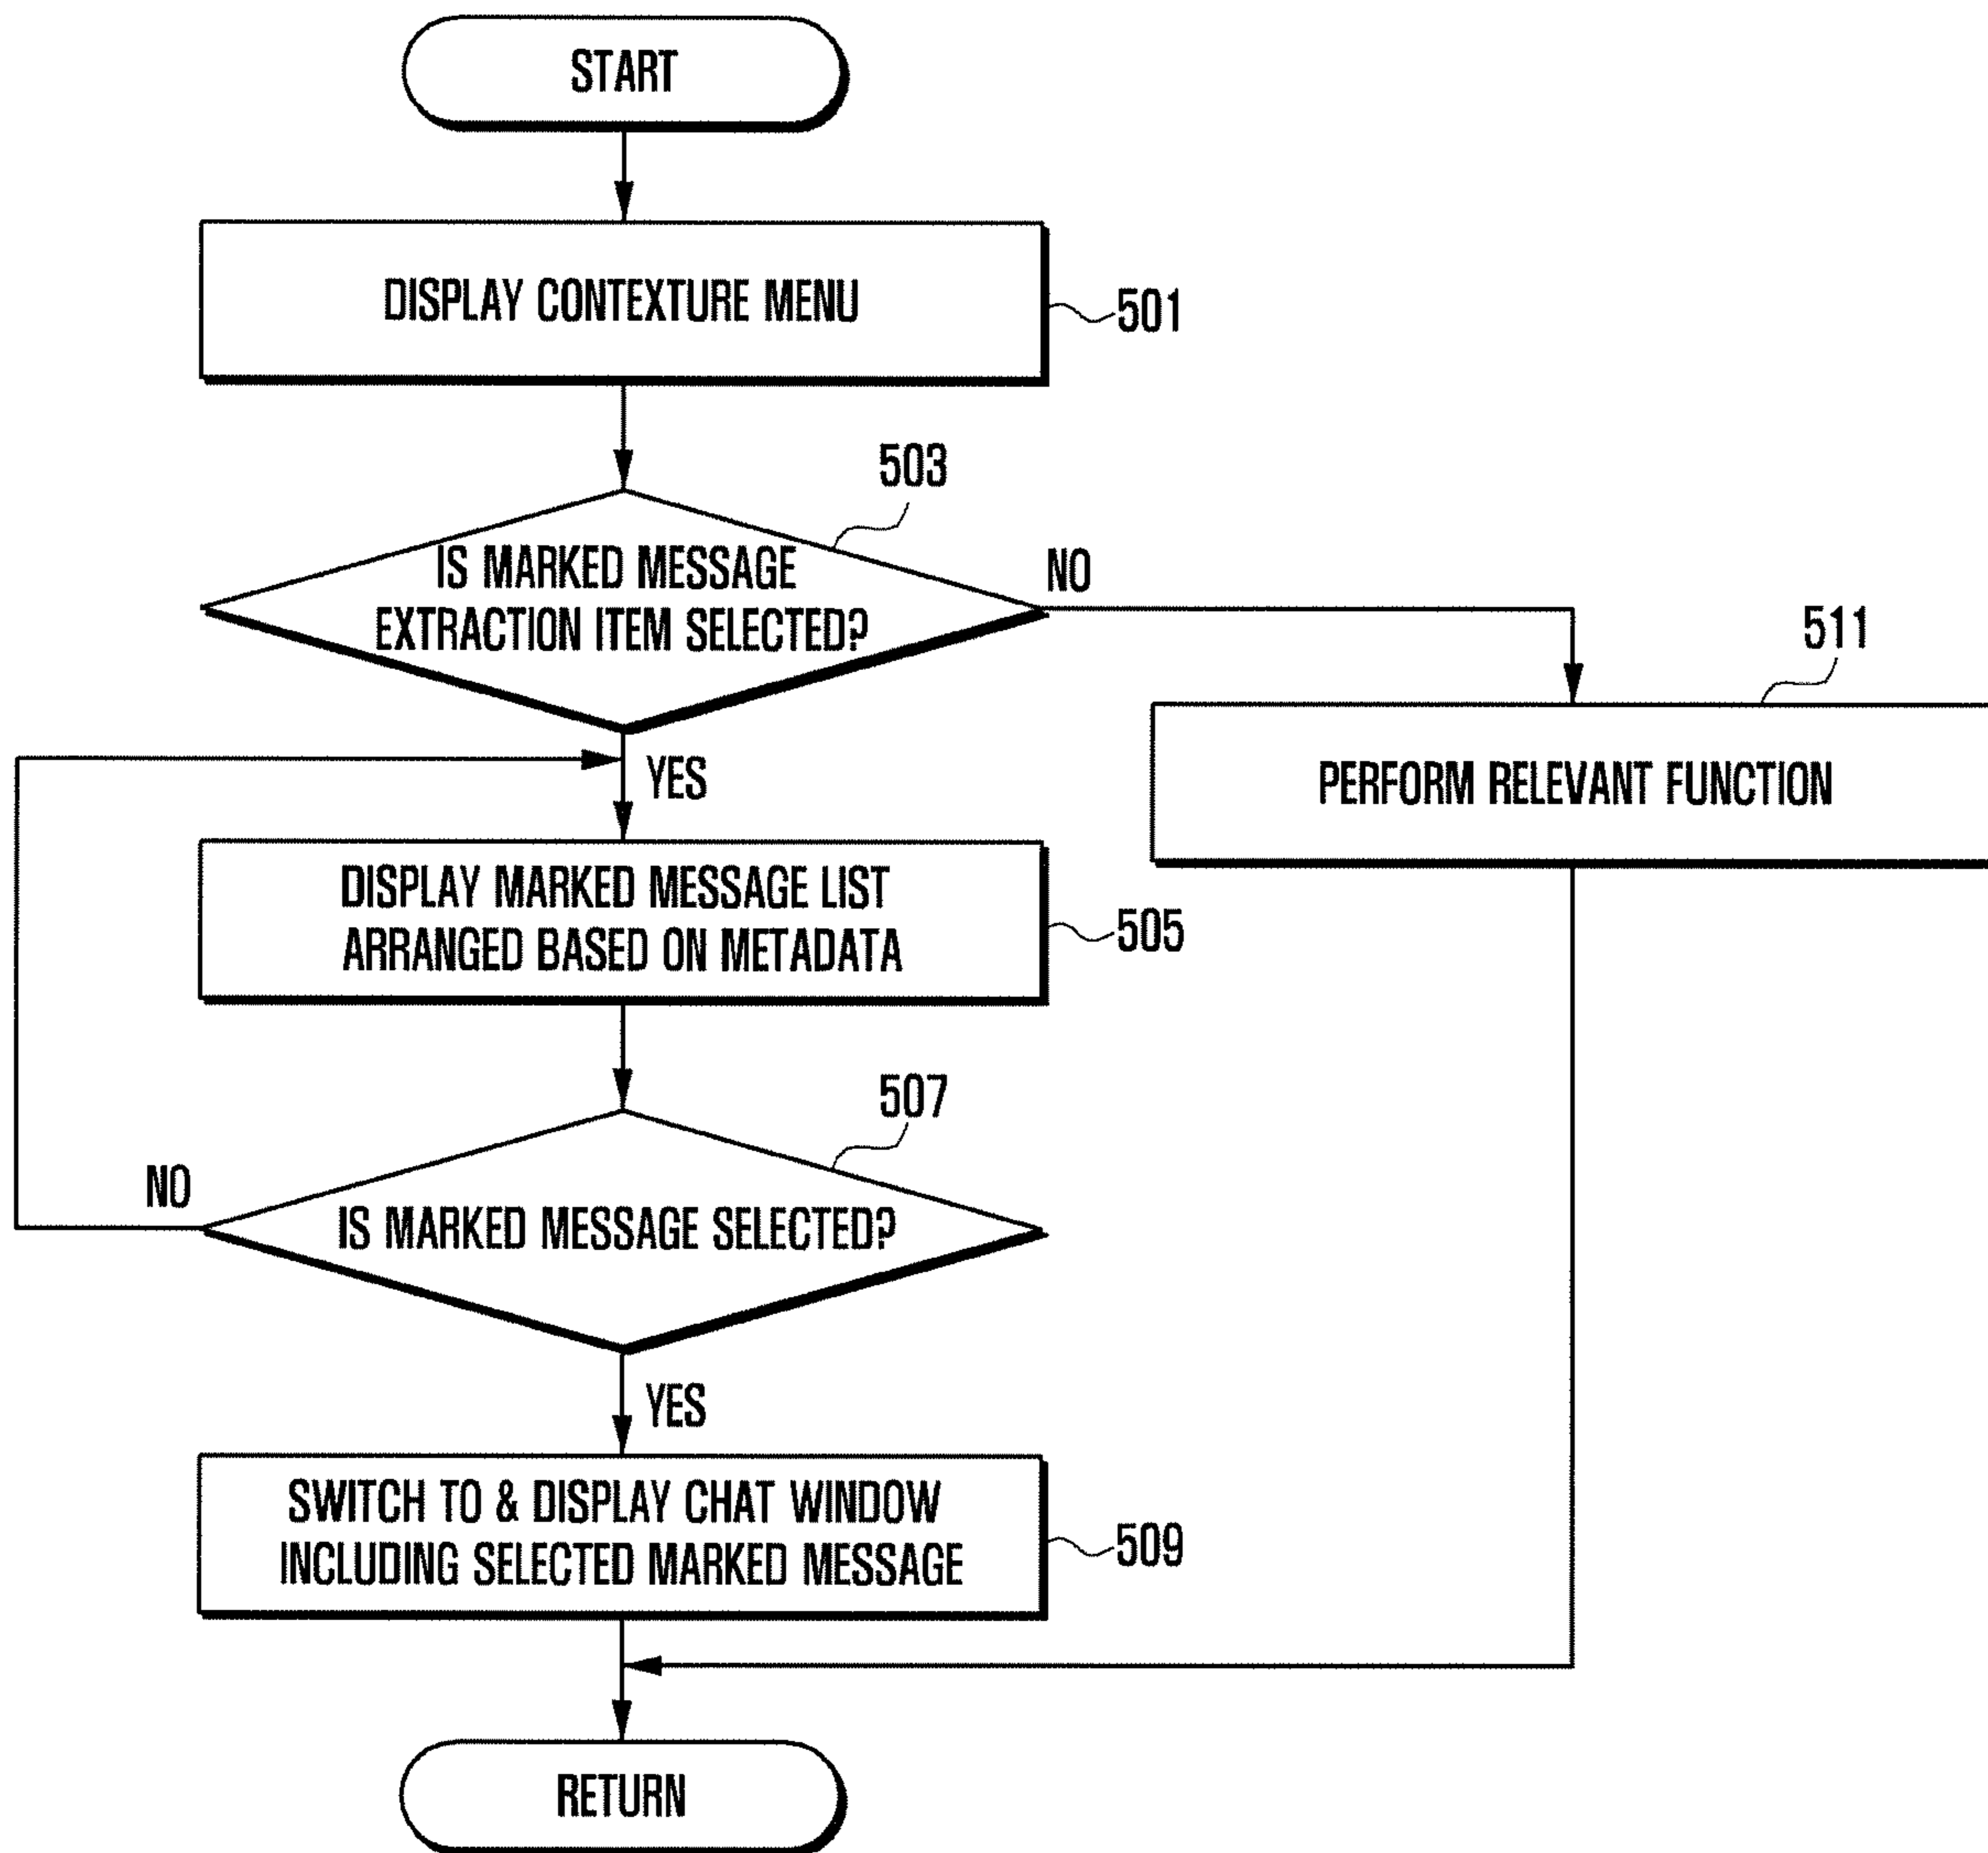 START
DISPLAY CONTEXTURE MENU
501
503
IS MARKED MESSAGE
EXTRACTION ITEM SELECTED?
NO
511
PERFORM RELEVANT FUNCTION
YES
DISPLAY MARKED MESSAGE LIST
ARRANGED BASED ON METADATA
505
507
NO
IS MARKED MESSAGE SELECTED?
YES
SWITCH TO & DISPLAY CHAT WINDOW
INCLUDING SELECTED MARKED MESSAGE
509
RETURN